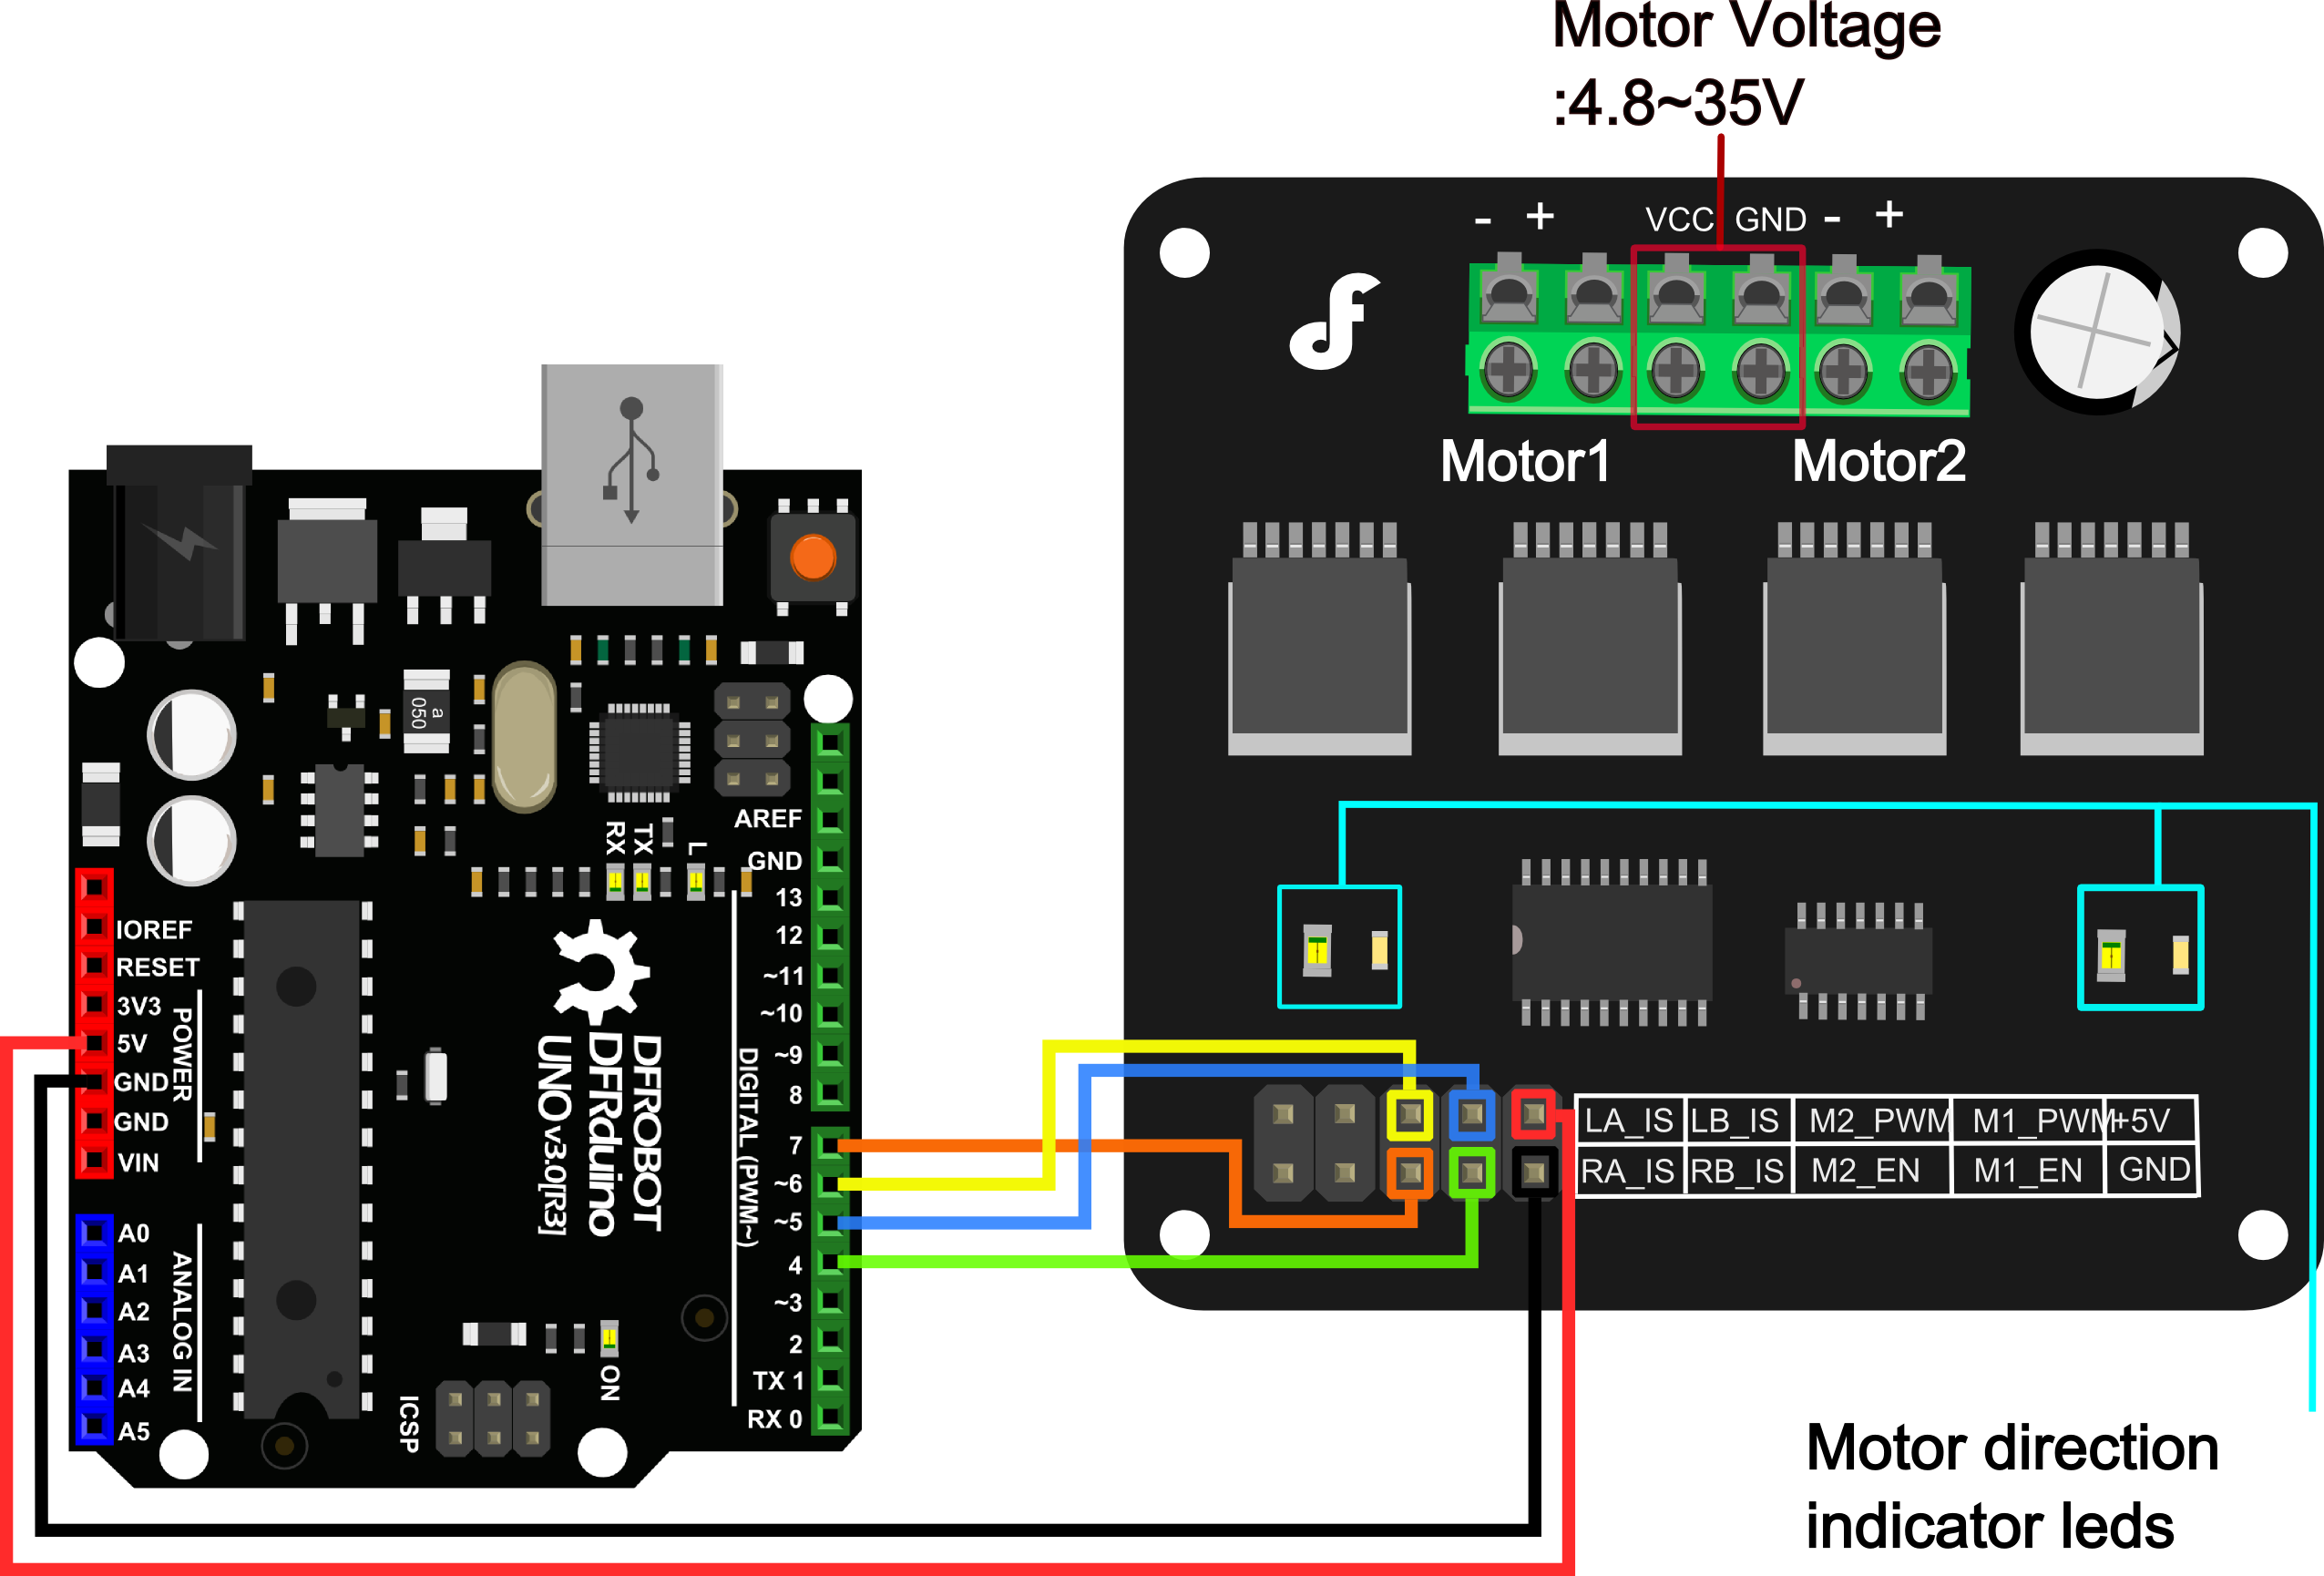 Motor Voltage
:4.8~35V
- +
VCC GND
- +
Motor1
Motor2
a
050
RX
TX
L
AREF
GND
13
12
~11
~10
~9
8
7
~6
~5
4
~3
2
TX 1
RX 0
DIGITAL (PWM~)
IOREF
RESET
3V3
5V
GND
GND
VIN
POWER
A0
A1
A2
A3
A4
A5
ANALOG IN
DFROBOT
DFRduino
UNO v3.0[R3]
ON
ICSP
LA_IS LB_IS M2_PWM M1_PWM +5V
RA_IS RB_IS M2_EN M1_EN GND
Motor direction
indicator leds